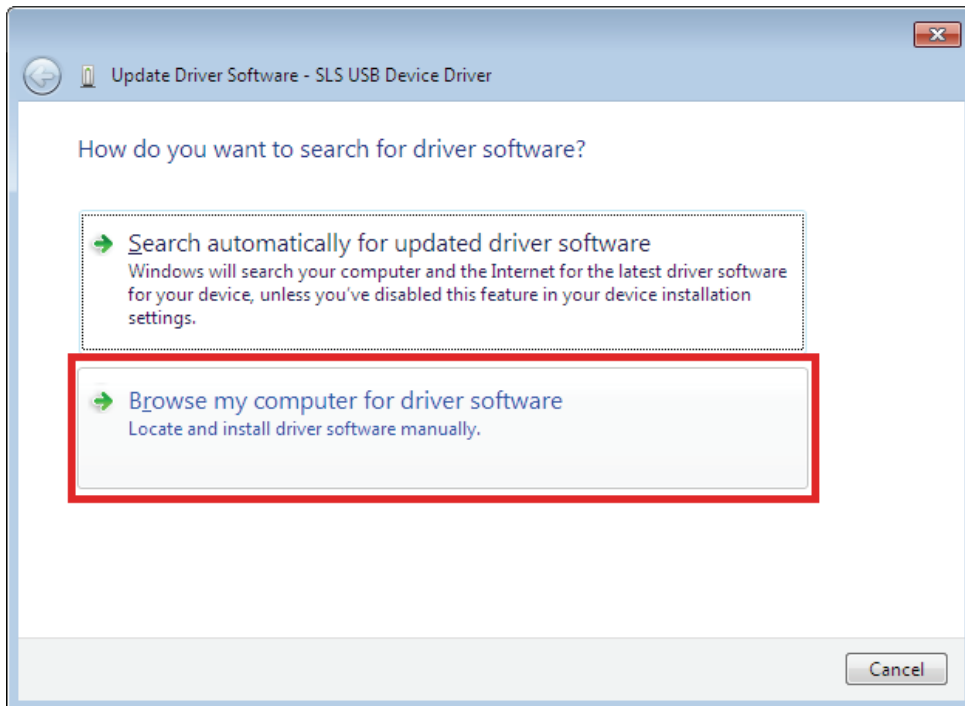 Update Driver Software - SLS USB Device Driver
How do you want to search for driver software?
Search automatically for updated driver software
Windows will search your computer and the Internet for the latest driver software
for your device, unless you've disabled this feature in your device installation
settings.
Browse my computer for driver software
Locate and install driver software manually.
Cancel